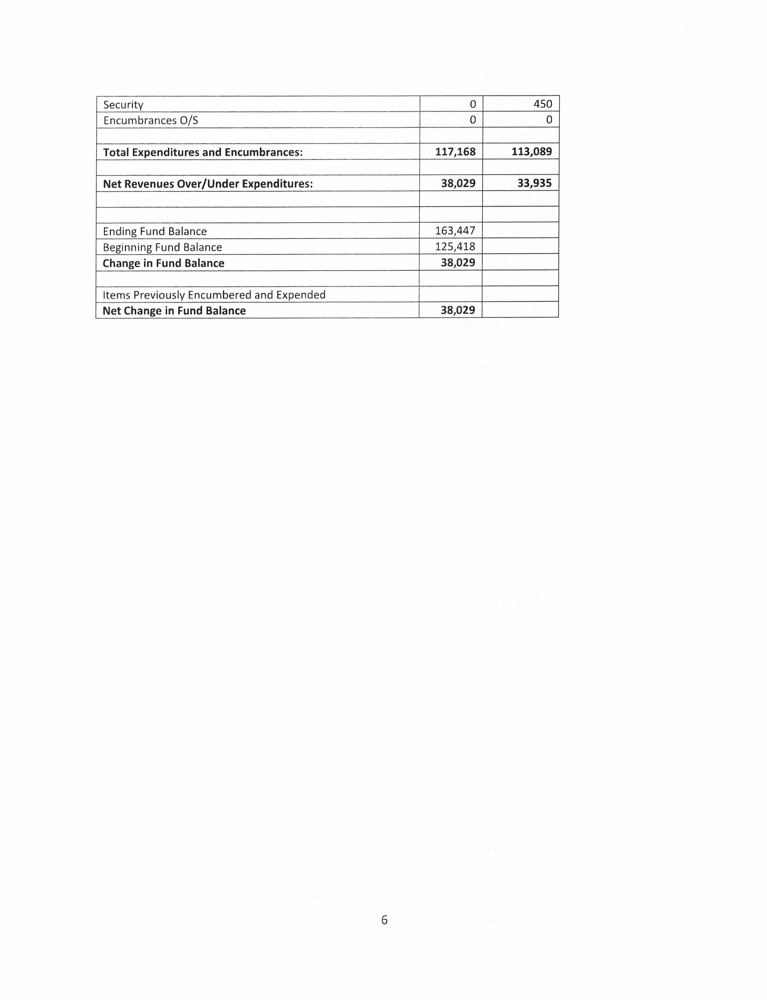 Security 0 450
Encumbrances O/S 0 0
Total Expenditures and Encumbrances: 117,168 113,089
Net Revenues Over/Under Expenditures: 38,029 33,935
Ending Fund Balance 163,447
Beginning Fund Balance 125,418
Change in Fund Balance 38,029
Items Previously Encumbered and Expended
Net Change in Fund Balance 38,029
6